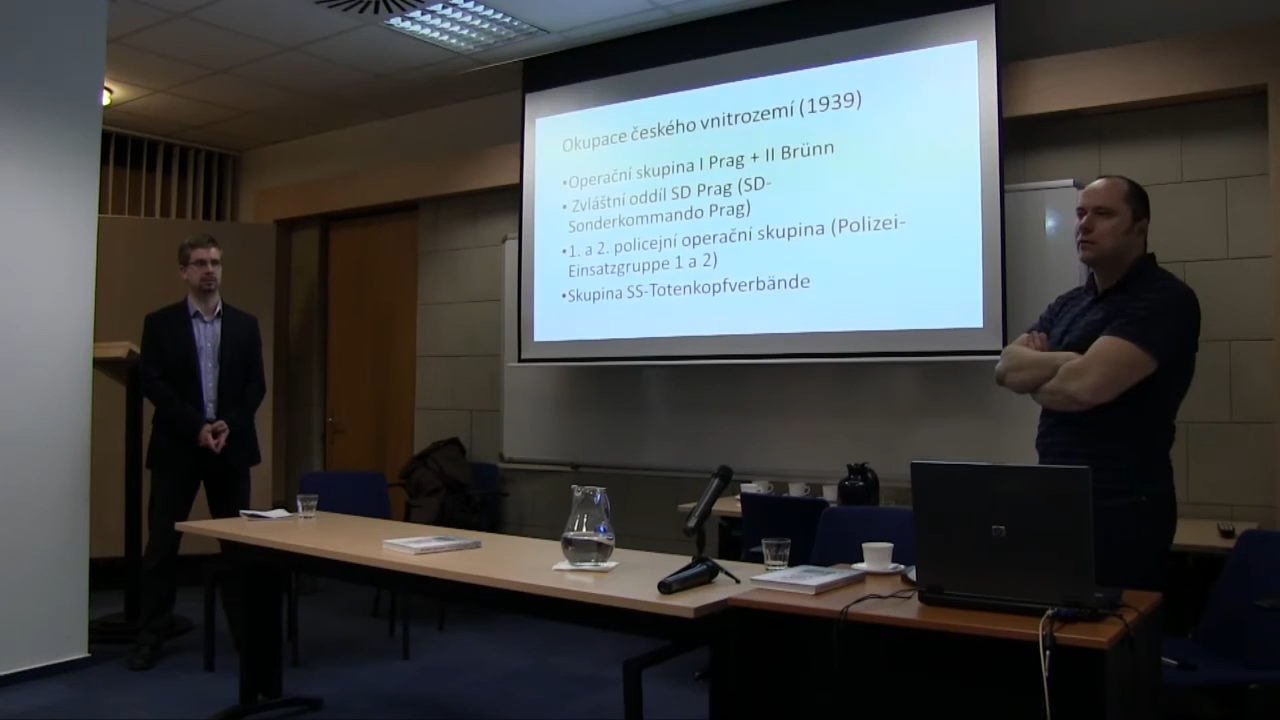 Okupace českého vnitrozemí (1939)
•Operační skupina I Prag + II Brünn
• Zvláštní oddíl SD Prag (SD-
Sonderkommando Prag)
•1. a 2. policejní operační skupina (Polizei-
Einsatzgruppe 1 a 2)
•Skupina SS-Totenkopfverbände